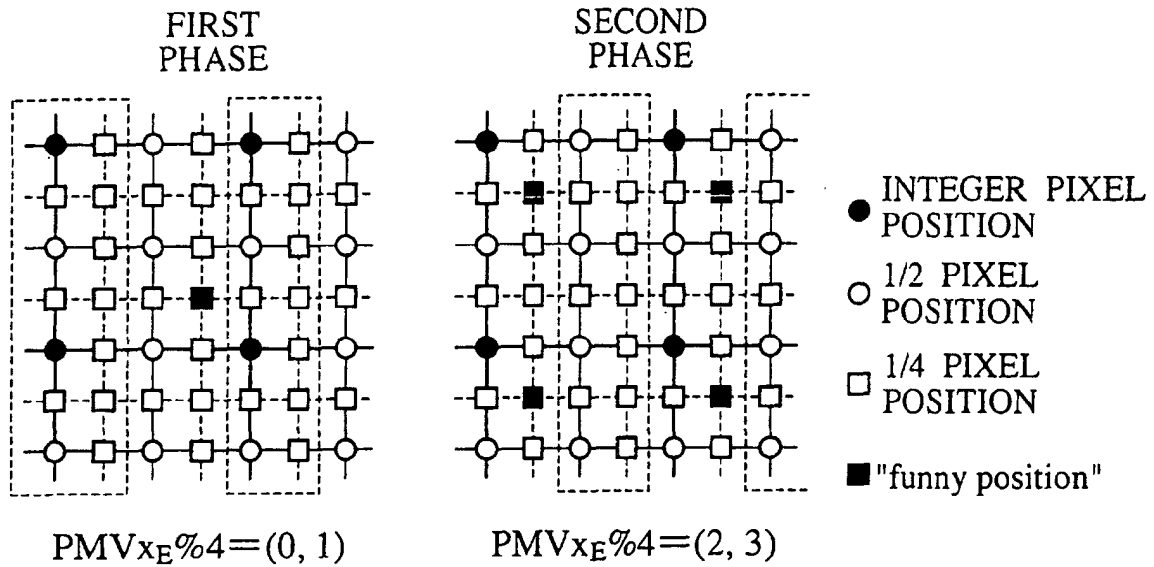 FIRST
PHASE
SECOND
PHASE
INTEGER PIXEL
POSITION
1/2 PIXEL
POSITION
1/4 PIXEL
POSITION
"funny position"
PMVxE%4=(0, 1)
PMVxE%4=(2, 3)